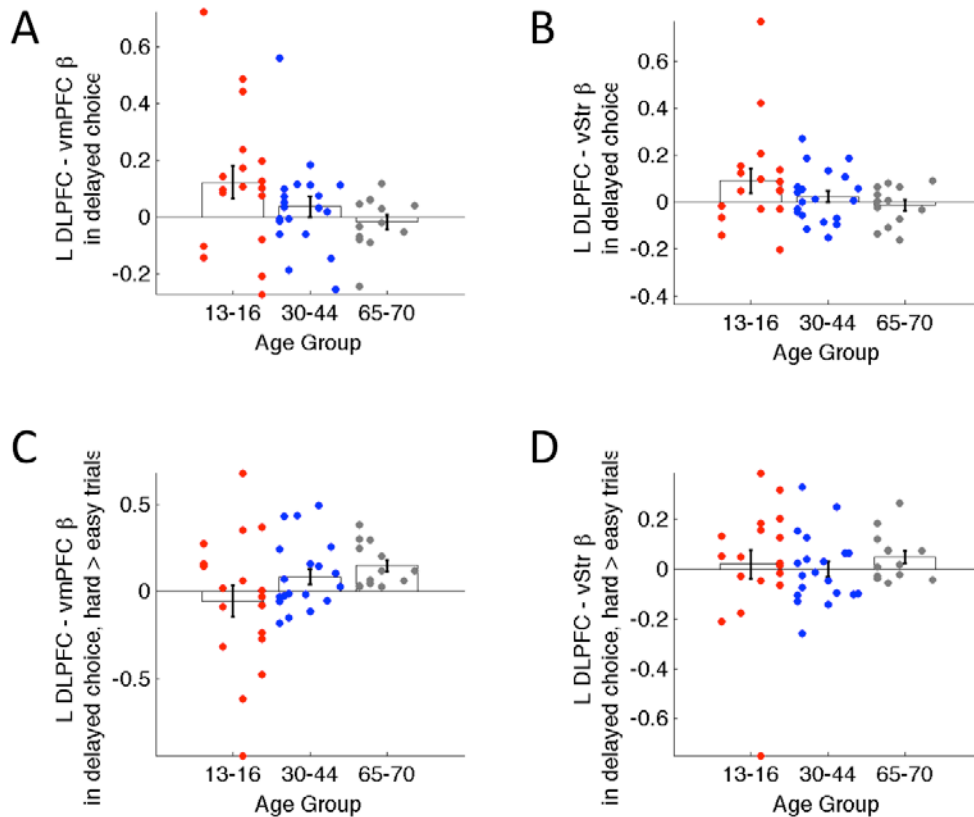 A
L DLPFC - vmPFC β
in delayed choice
0.6
0.4
0.2
0
-0.2
13-16 30-44 65-70
Age Group
B
L DLPFC - vStr β
in delayed choice
0.6
0.4
0.2
0
-0.2
-0.4
13-16 30-44 65-70
Age Group
C
L DLPFC - vmPFC β
in delayed choice, hard > easy trials
0.5
0
-0.5
13-16 30-44 65-70
Age Group
D
L DLPFC - vStr β
in delayed choice, hard > easy trials
0.2
0
-0.2
-0.4
-0.6
13-16 30-44 65-70
Age Group